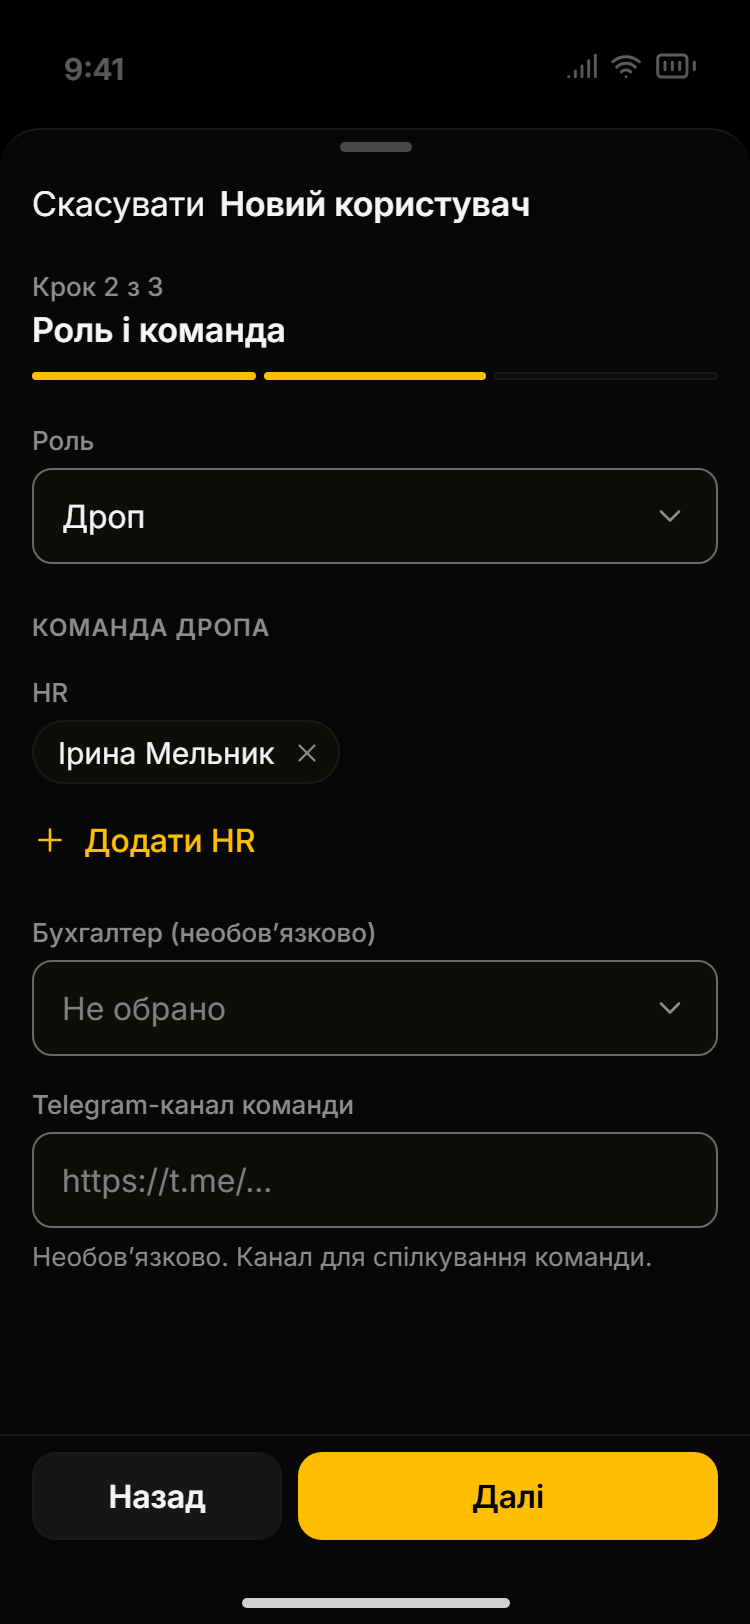 9:41
Скасувати Новий користувач
Крок 2 з 3
Роль і команда
Роль
Дроп
КОМАНДА ДРОПА
HR
Ірина Мельник
Додати HR
Бухгалтер (необов’язково)
Не обрано
Telegram-канал команди
https://t.me/...
Необов’язково. Канал для спілкування команди.
Назад
Далі